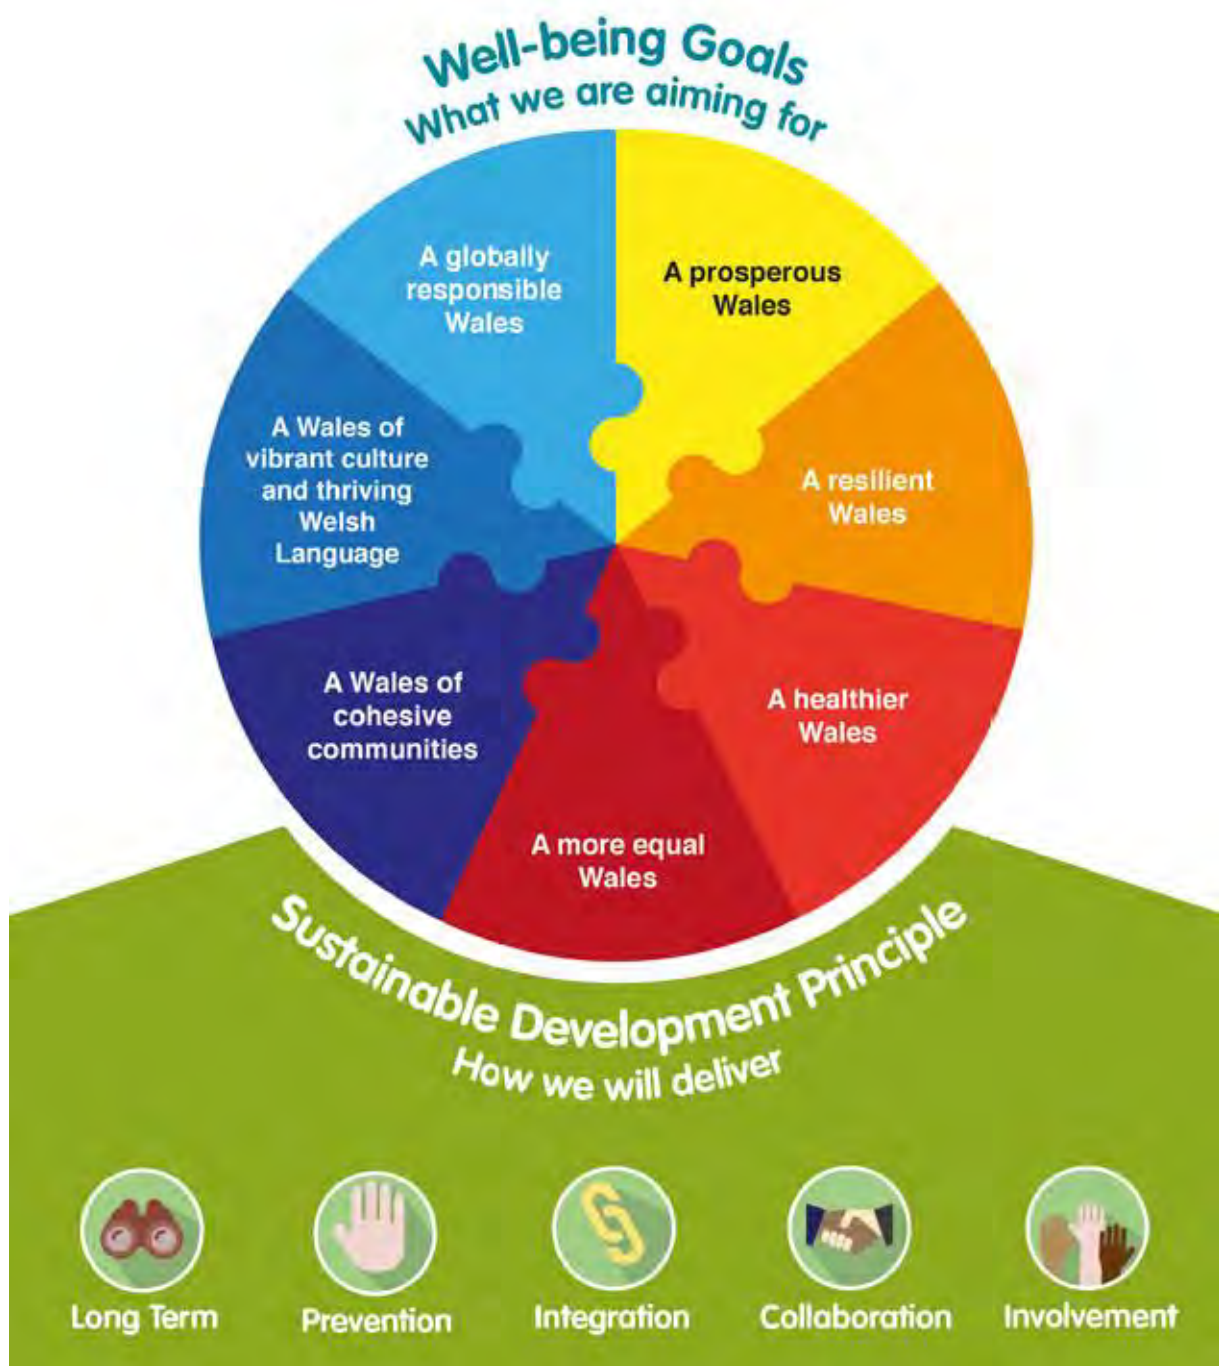 Well-being Goals
What we are aiming for
A globally
responsible
Wales
A prosperous
Wales
A resilient
Wales
A healthier
Wales
A more equal
Wales
A Wales of
cohesive
communities
A Wales of
vibrant culture
and thriving
Welsh
Language
Sustainable Development Principle
How we will deliver
Long Term
Prevention
Integration
Collaboration
Involvement